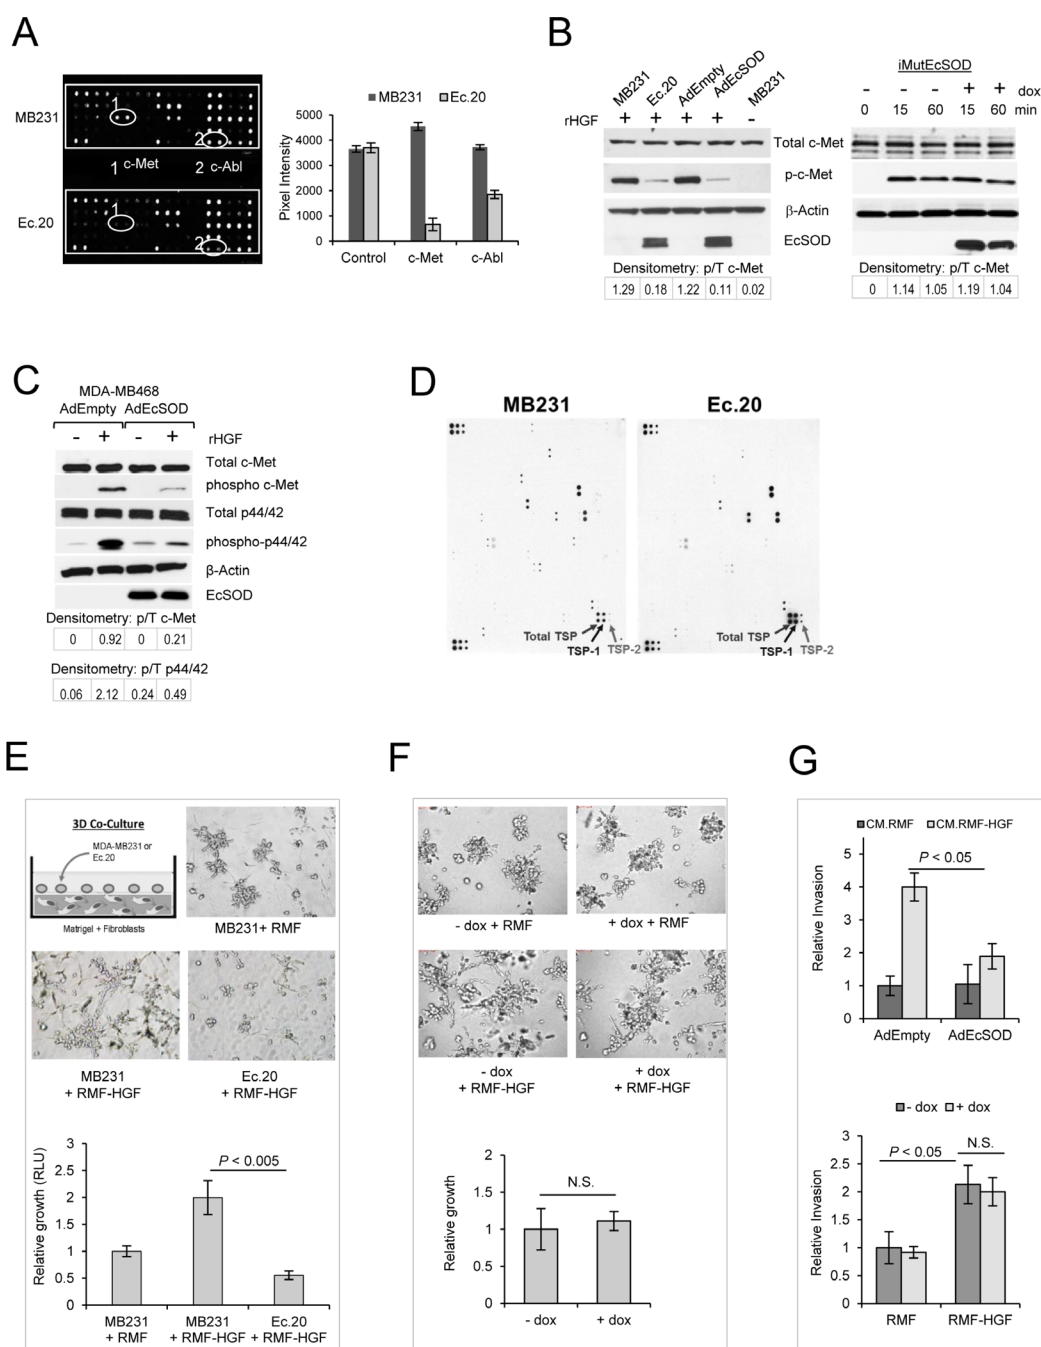 A
MB231
1
2
1 c-Met
2 c-Abl
Ec.20
1
2
MB231 Ec.20
Pixel Intensity
5000
4000
3000
2000
1000
0
Control c-Met c-Abl
B
MB231 Ec.20 AdEmpty AdEcSOD MB231
rHGF + + + + -
iMutEcSOD
- - - + + dox
0 15 60 15 60 min
Total c-Met
p-c-Met
β-Actin
EcSOD
Densitometry: p/T c-Met
1.29 0.18 1.22 0.11 0.02
Densitometry: p/T c-Met
0 1.14 1.05 1.19 1.04
C
MDA-MB468
AdEmpty AdEcSOD
- + - + rHGF
Total c-Met
phospho c-Met
Total p44/42
phospho-p44/42
β-Actin
EcSOD
Densitometry: p/T c-Met
0 0.92 0 0.21
Densitometry: p/T p44/42
0.06 2.12 0.24 0.49
D
MB231 Ec.20
Total TSP
TSP-1
TSP-2
Total TSP
TSP-1
TSP-2
E
3D Co-Culture
MDA-MB231 or
Ec.20
Matrigel + Fibroblasts
MB231+ RMF
MB231
+ RMF-HGF
Ec.20
+ RMF-HGF
Relative growth (RLU)
3
2.5
2
1.5
1
0.5
0
P < 0.005
MB231
+ RMF
MB231
+ RMF-HGF
Ec.20
+ RMF-HGF
F
- dox + RMF
+ dox + RMF
- dox
+ RMF-HGF
+ dox
+ RMF-HGF
Relative growth
2
1.5
1
0.5
0
N.S.
- dox + dox
G
CM.RMF CM.RMF-HGF
Relative Invasion
5
4
3
2
1
0
P < 0.05
AdEmpty AdEcSOD
- dox + dox
Relative Invasion
3
2.5
2
1.5
1
0.5
0
P < 0.05
N.S.
RMF RMF-HGF